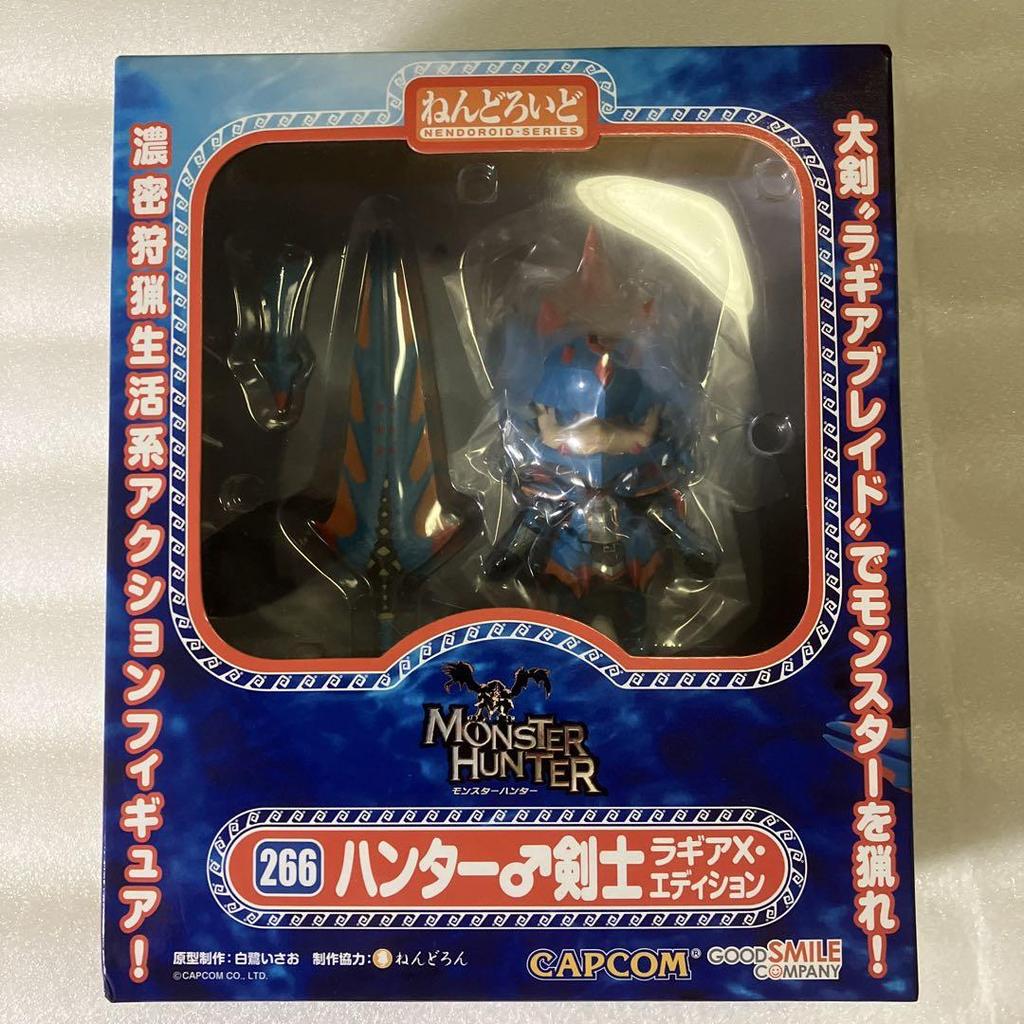 ねんどろいど
NENDOROID・SERIES
大剣〝ラギアブレイド〟でモンスターを猟れ!
濃密狩猟生活系アクションフィギュア!
MONSTER
HUNTER
モンスターハンター
266 ハンター♂剣士 ラギアX・
エディション
原型制作:白鷺いさお 制作協力:ねんどろん
©CAPCOM CO., LTD.
CAPCOM®
GOOD SMILE
COMPANY